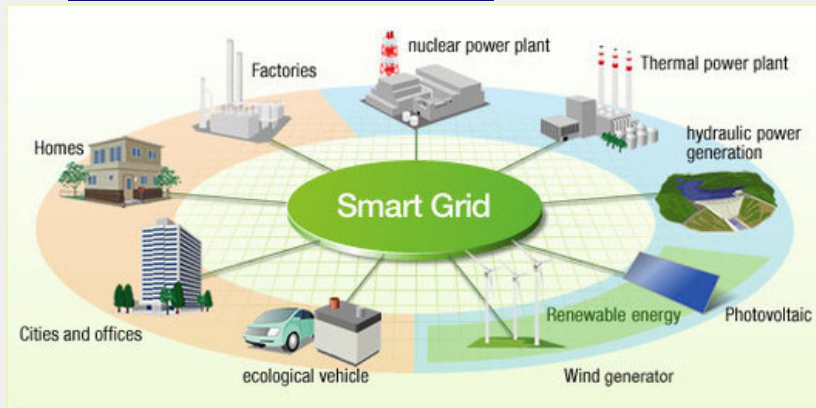 nuclear power plant
Factories
Thermal power plant
hydraulic power
generation
Homes
Smart Grid
Cities and offices
Renewable energy
Photovoltaic
ecological vehicle
Wind generator